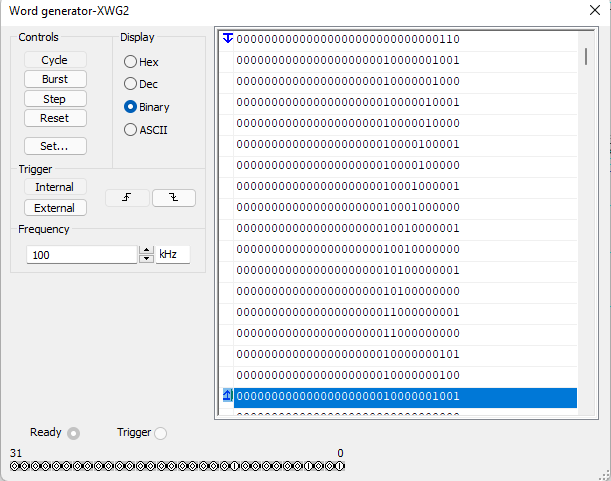 Word generator-XWG2
Controls
Cycle
Burst
Step
Reset
Set...
Display
Hex
Dec
Binary
ASCII
Trigger
Internal
External
Frequency
100
kHz
00000000000000000000000000000110
00000000000000000000010000001001
00000000000000000000010000001000
00000000000000000000010000010001
00000000000000000000010000010000
00000000000000000000010000100001
00000000000000000000010000100000
00000000000000000000010001000001
00000000000000000000010001000000
00000000000000000000010010000001
00000000000000000000010010000000
00000000000000000000010100000001
00000000000000000000010100000000
00000000000000000000011000000001
00000000000000000000011000000000
00000000000000000000010000000101
00000000000000000000010000000100
00000000000000000000010000001001
Ready
Trigger
31
0